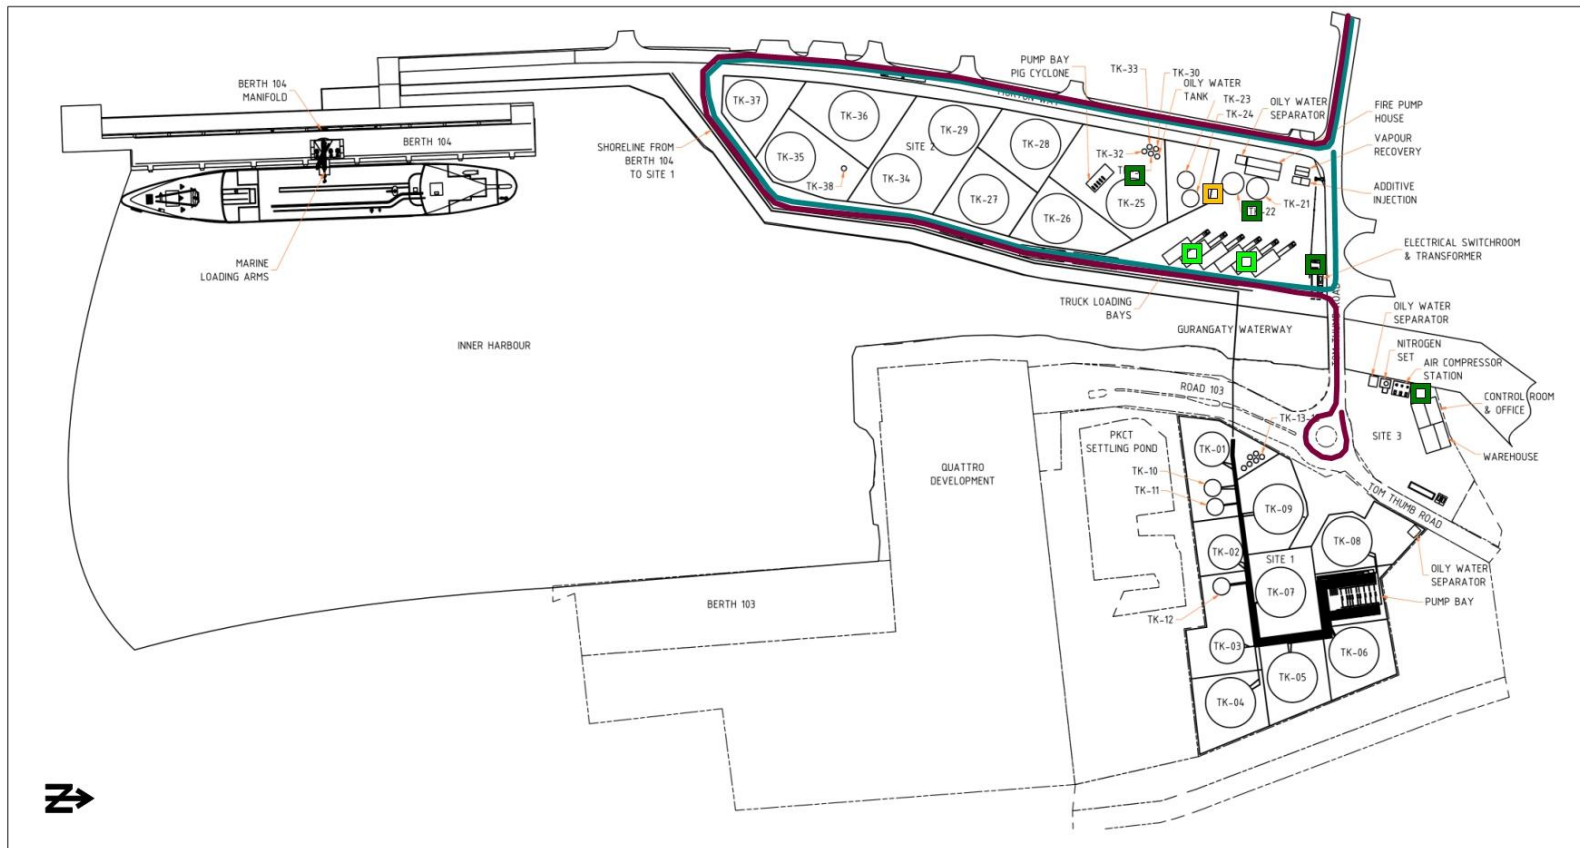 BERTH 104
MANIFOLD
BERTH 104
MARINE
LOADING ARMS
SHORELINE FROM
BERTH 104
TO SITE 1
INNER HARBOUR
TK-37
TK-36
TK-35
TK-38
TK-34
TK-29
SITE 2
TK-28
TK-27
TK-26
TK-25
PUMP BAY
PIG CYCLONE
TK-33
TK-30
OILY WATER
TANK
TK-23
TK-24
TK-32
OILY WATER
SEPARATOR
FIRE PUMP
HOUSE
VAPOUR
RECOVERY
ADDITIVE
INJECTION
TK-21
ELECTRICAL SWITCHROOM
& TRANSFORMER
TRUCK LOADING
BAYS
GURANGATY WATERWAY
TOM THUMB ROAD
OILY WATER
SEPARATOR
NITROGEN
SET
AIR COMPRESSOR
STATION
CONTROL ROOM
& OFFICE
WAREHOUSE
SITE 3
ROAD 103
TOM THUMB ROAD
QUATTRO
DEVELOPMENT
PKCT
SETTLING POND
BERTH 103
TK-01
TK-13
TK-10
TK-11
TK-09
TK-02
TK-08
SITE 1
TK-07
TK-12
TK-03
TK-06
TK-05
TK-04
OILY WATER
SEPARATOR
PUMP BAY
Z